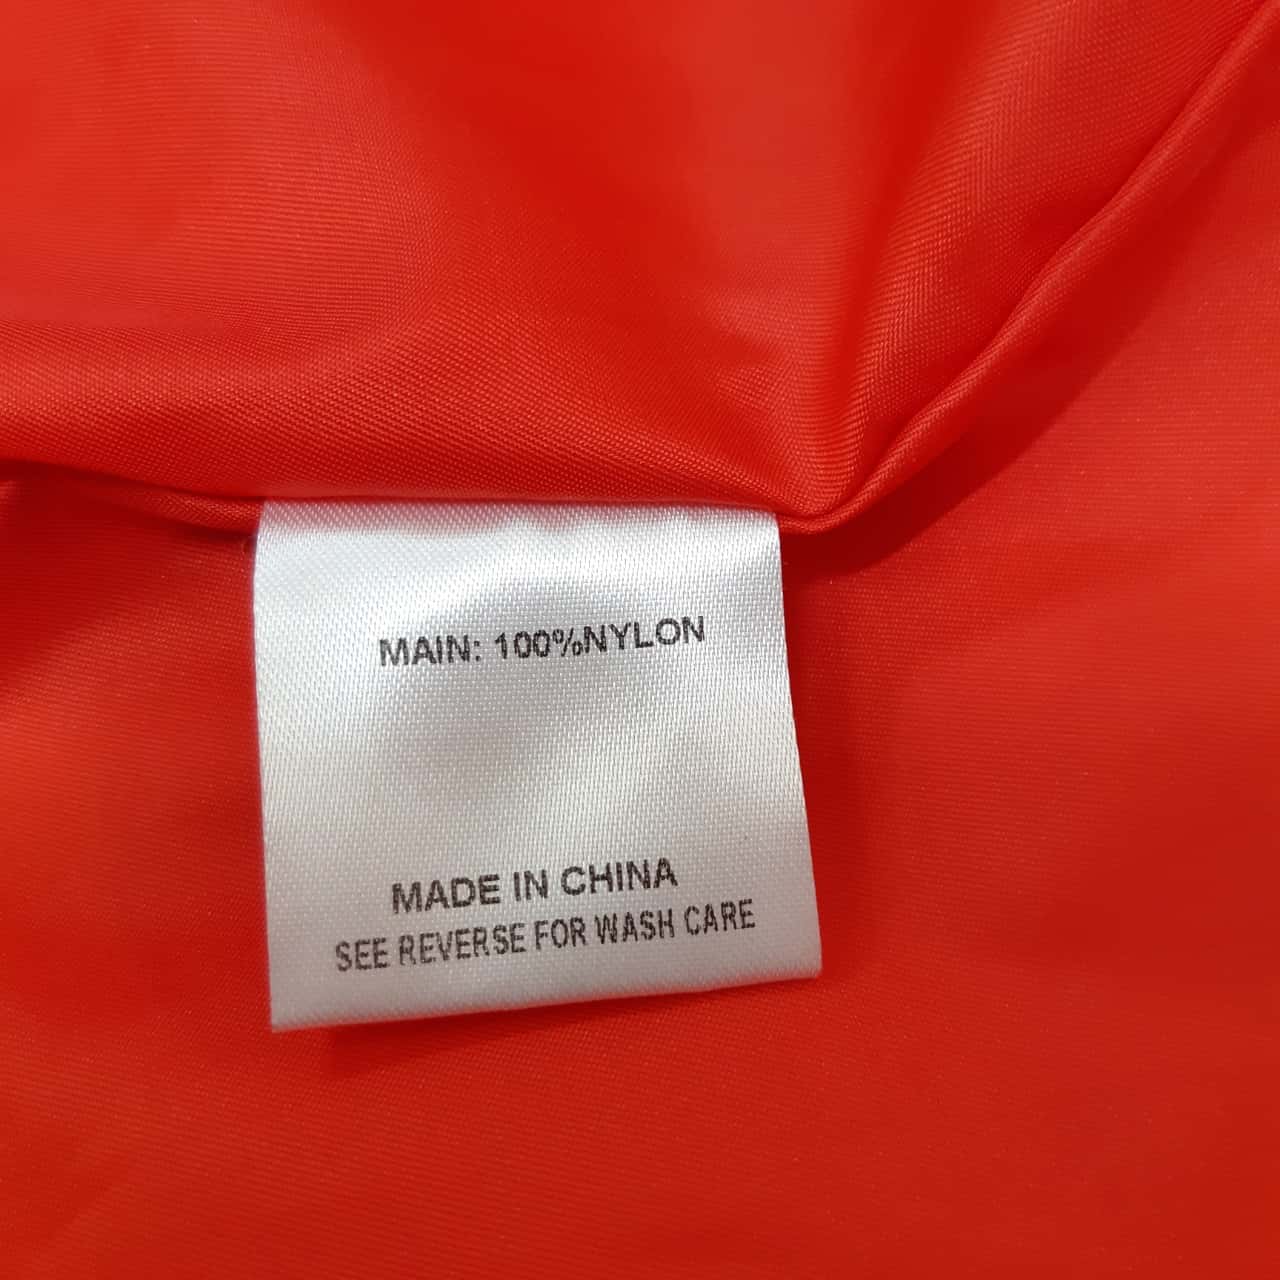 MAIN: 100%NYLON
MADE IN CHINA
SEE REVERSE FOR WASH CARE